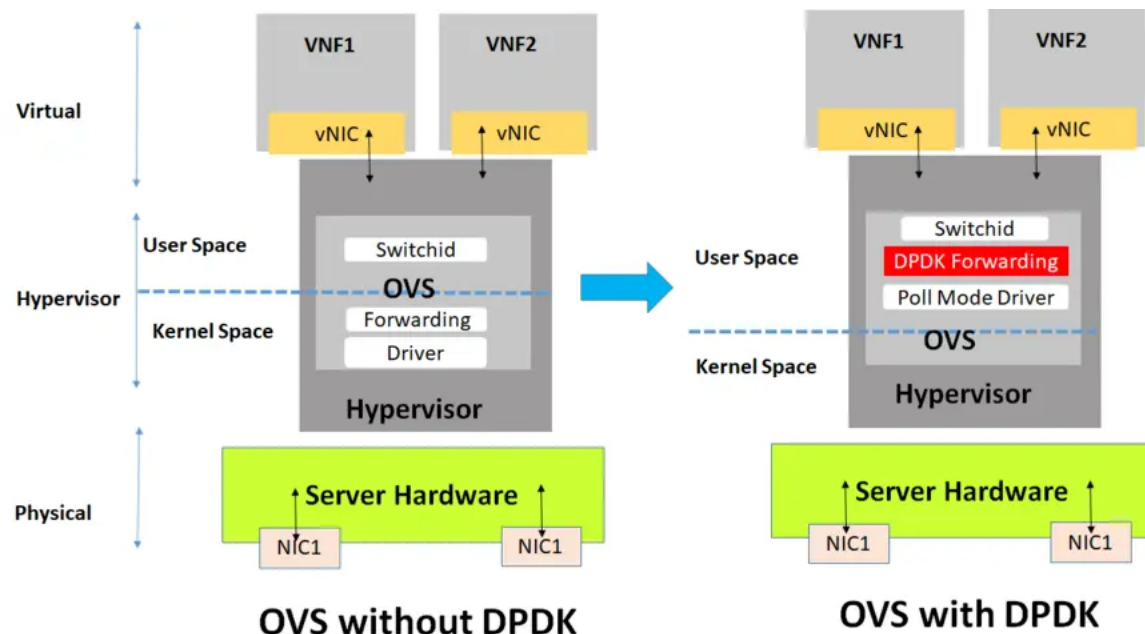 VNF1
VNF2
vNIC
vNIC
Virtual
User Space
Switchid
OVS
Hypervisor
Kernel Space
Forwarding
Driver
Hypervisor
Physical
Server Hardware
NIC1
NIC1
OVS without DPDK
VNF1
VNF2
vNIC
vNIC
User Space
Switchid
DPDK Forwarding
Poll Mode Driver
OVS
Kernel Space
Hypervisor
Server Hardware
NIC1
NIC1
OVS with DPDK